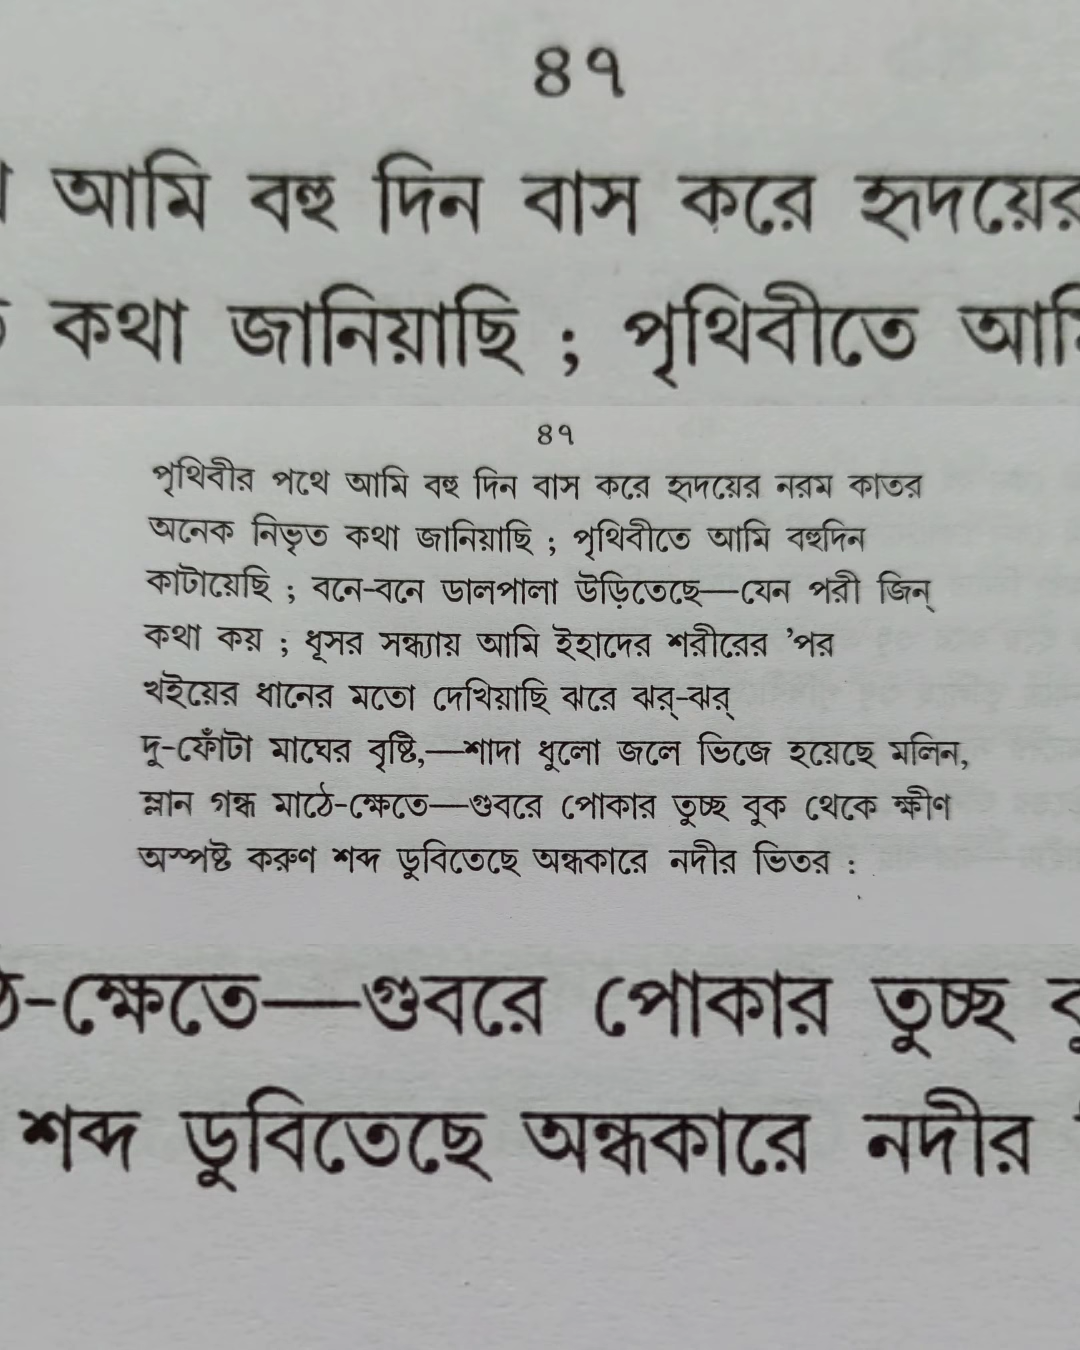 ৪৭
আমি বহু দিন বাস করে হৃদয়ের
কথা জানিয়াছি ; পৃথিবীতে
৪৭
পৃথিবীর পথে আমি বহু দিন বাস করে হৃদয়ের নরম কাতর
অনেক নিভৃত কথা জানিয়াছি ; পৃথিবীতে আমি বহুদিন
কাটায়েছি ; বনে-বনে ডালপালা উড়িতেছে—যেন পরী জিন্
কথা কয় ; ধূসর সন্ধ্যায় আমি ইহাদের শরীরের ’পর
খইয়ের ধানের মতো দেখিয়াছি ঝরে ঝর্-ঝর্
দু-ফোঁটা মাঘের বৃষ্টি,—শাদা ধুলো জলে ভিজে হয়েছে মলিন,
ম্লান গন্ধ মাঠে-ক্ষেতে—গুবরে পোকার তুচ্ছ বুক থেকে ক্ষীণ
অস্পষ্ট করুণ শব্দ ডুবিতেছে অন্ধকারে নদীর ভিতর :
-ক্ষেতে—গুবরে পোকার তুচ্ছ
শব্দ ডুবিতেছে অন্ধকারে নদীর